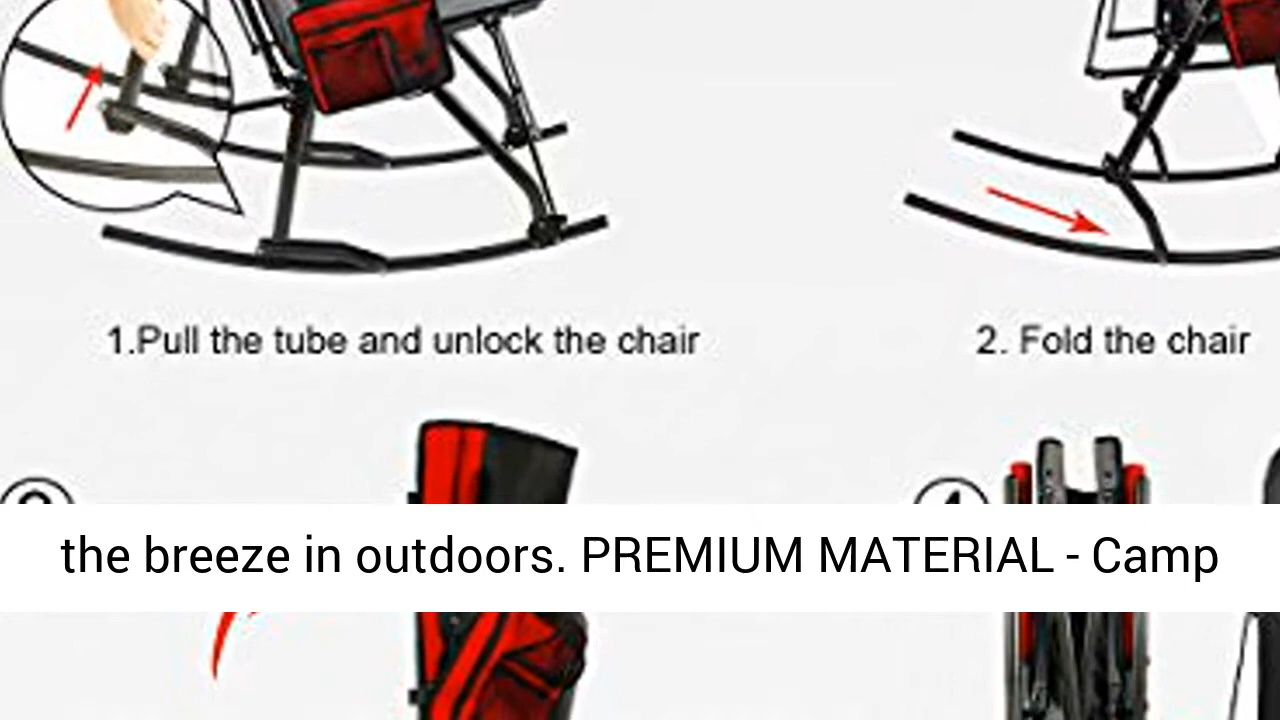 1.Pull the tube and unlock the chair
2. Fold the chair
the breeze in outdoors. PREMIUM MATERIAL - Camp